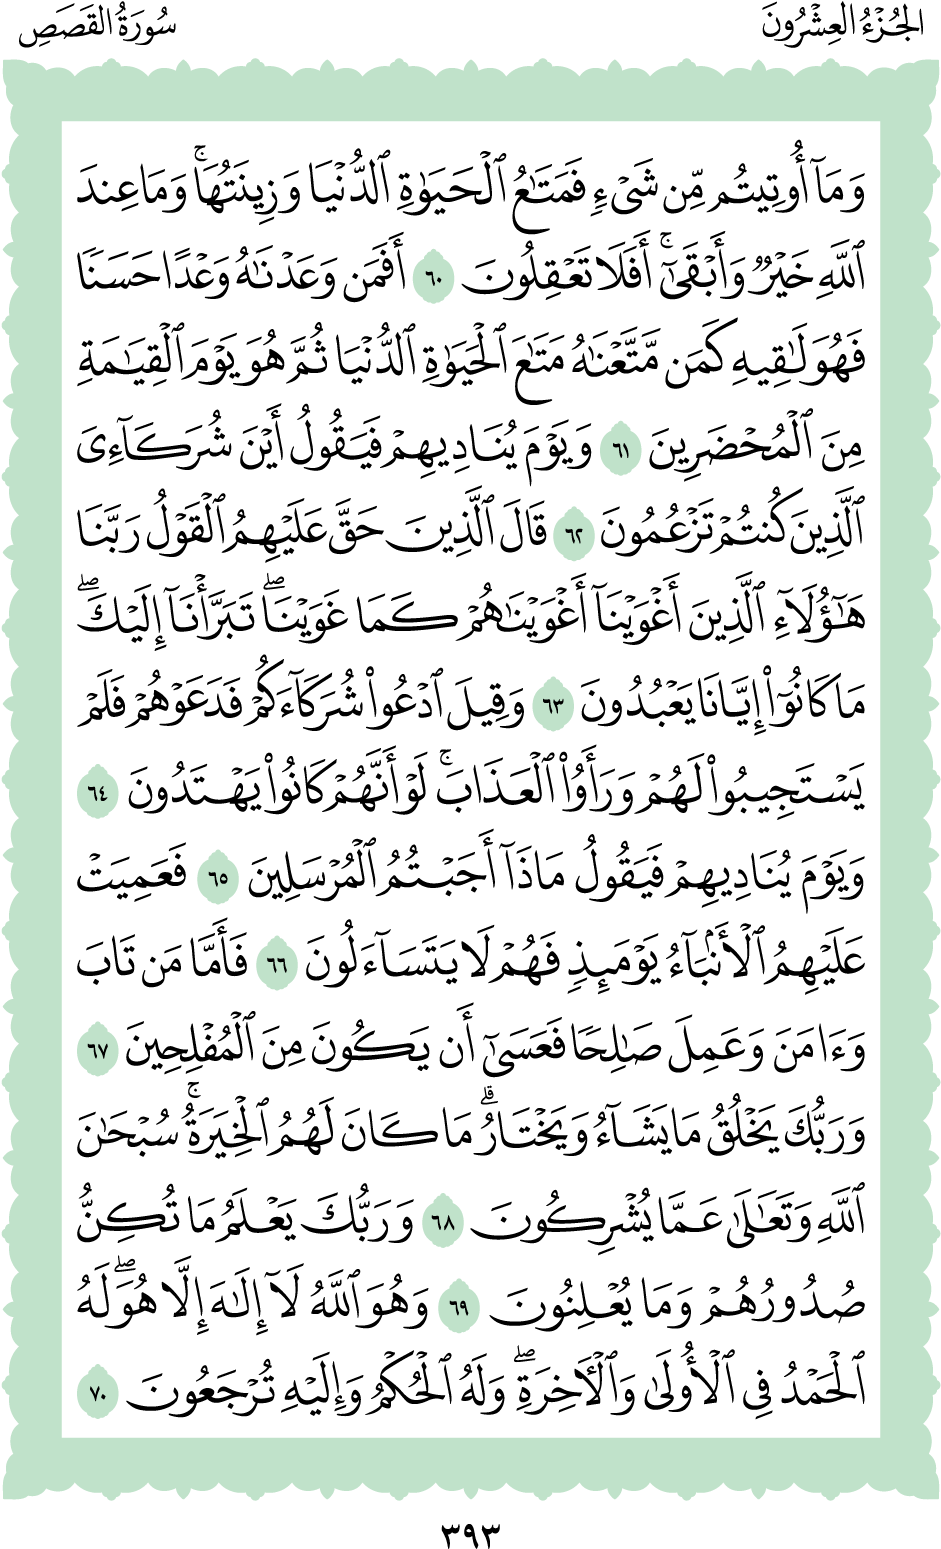 الجُزْءُ العِشْرُونَ
سُورَةُ القَصَصِ
وَمَآ أُوتِيتُم مِّن شَىْءٍ فَمَتَـٰعُ ٱلْحَيَوٰةِ ٱلدُّنْيَا وَزِينَتُهَا ۚ وَمَا عِندَ
ٱللَّهِ خَيْرٌ وَأَبْقَىٰٓ ۚ أَفَلَا تَعْقِلُونَ ٦٠ أَفَمَن وَعَدْنَـٰهُ وَعْدًا حَسَنًا
فَهُوَ لَـٰقِيهِ كَمَن مَّتَّعْنَـٰهُ مَتَـٰعَ ٱلْحَيَوٰةِ ٱلدُّنْيَا ثُمَّ هُوَ يَوْمَ ٱلْقِيَـٰمَةِ
مِنَ ٱلْمُحْضَرِينَ ٦١ وَيَوْمَ يُنَادِيهِمْ فَيَقُولُ أَيْنَ شُرَكَآءِىَ
ٱلَّذِينَ كُنتُمْ تَزْعُمُونَ ٦٢ قَالَ ٱلَّذِينَ حَقَّ عَلَيْهِمُ ٱلْقَوْلُ رَبَّنَا
هَـٰٓؤُلَآءِ ٱلَّذِينَ أَغْوَيْنَآ أَغْوَيْنَـٰهُمْ كَمَا غَوَيْنَا ۖ تَبَرَّأْنَآ إِلَيْكَ ۖ
مَا كَانُوٓا۟ إِيَّانَا يَعْبُدُونَ ٦٣ وَقِيلَ ٱدْعُوا۟ شُرَكَآءَكُمْ فَدَعَوْهُمْ فَلَمْ
يَسْتَجِيبُوا۟ لَهُمْ وَرَأَوُا۟ ٱلْعَذَابَ ۚ لَوْ أَنَّهُمْ كَانُوا۟ يَهْتَدُونَ ٦٤
وَيَوْمَ يُنَادِيهِمْ فَيَقُولُ مَاذَآ أَجَبْتُمُ ٱلْمُرْسَلِينَ ٦٥ فَعَمِيَتْ
عَلَيْهِمُ ٱلْأَنۢبَآءُ يَوْمَئِذٍ فَهُمْ لَا يَتَسَآءَلُونَ ٦٦ فَأَمَّا مَن تَابَ
وَءَامَنَ وَعَمِلَ صَـٰلِحًا فَعَسَىٰٓ أَن يَكُونَ مِنَ ٱلْمُفْلِحِينَ ٦٧
وَرَبُّكَ يَخْلُقُ مَا يَشَآءُ وَيَخْتَارُ ۗ مَا كَانَ لَهُمُ ٱلْخِيَرَةُ ۚ سُبْحَـٰنَ
ٱللَّهِ وَتَعَـٰلَىٰ عَمَّا يُشْرِكُونَ ٦٨ وَرَبُّكَ يَعْلَمُ مَا تُكِنُّ
صُدُورُهُمْ وَمَا يُعْلِنُونَ ٦٩ وَهُوَ ٱللَّهُ لَآ إِلَـٰهَ إِلَّا هُوَ ۖ لَهُ
ٱلْحَمْدُ فِى ٱلْأُولَىٰ وَٱلْـَٔاخِرَةِ ۖ وَلَهُ ٱلْحُكْمُ وَإِلَيْهِ تُرْجَعُونَ ٧٠
٣٩٣